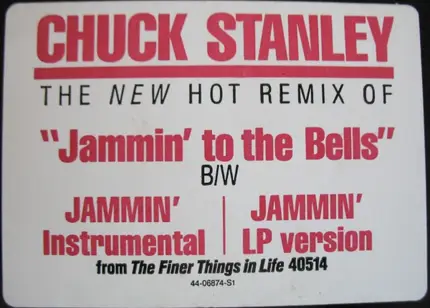 CHUCK STANLEY
THE NEW HOT REMIX OF
"Jammin' to the Bells"
B/W
JAMMIN' | JAMMIN'
Instrumental | LP version
from The Finer Things in Life 40514
44-06874-S1